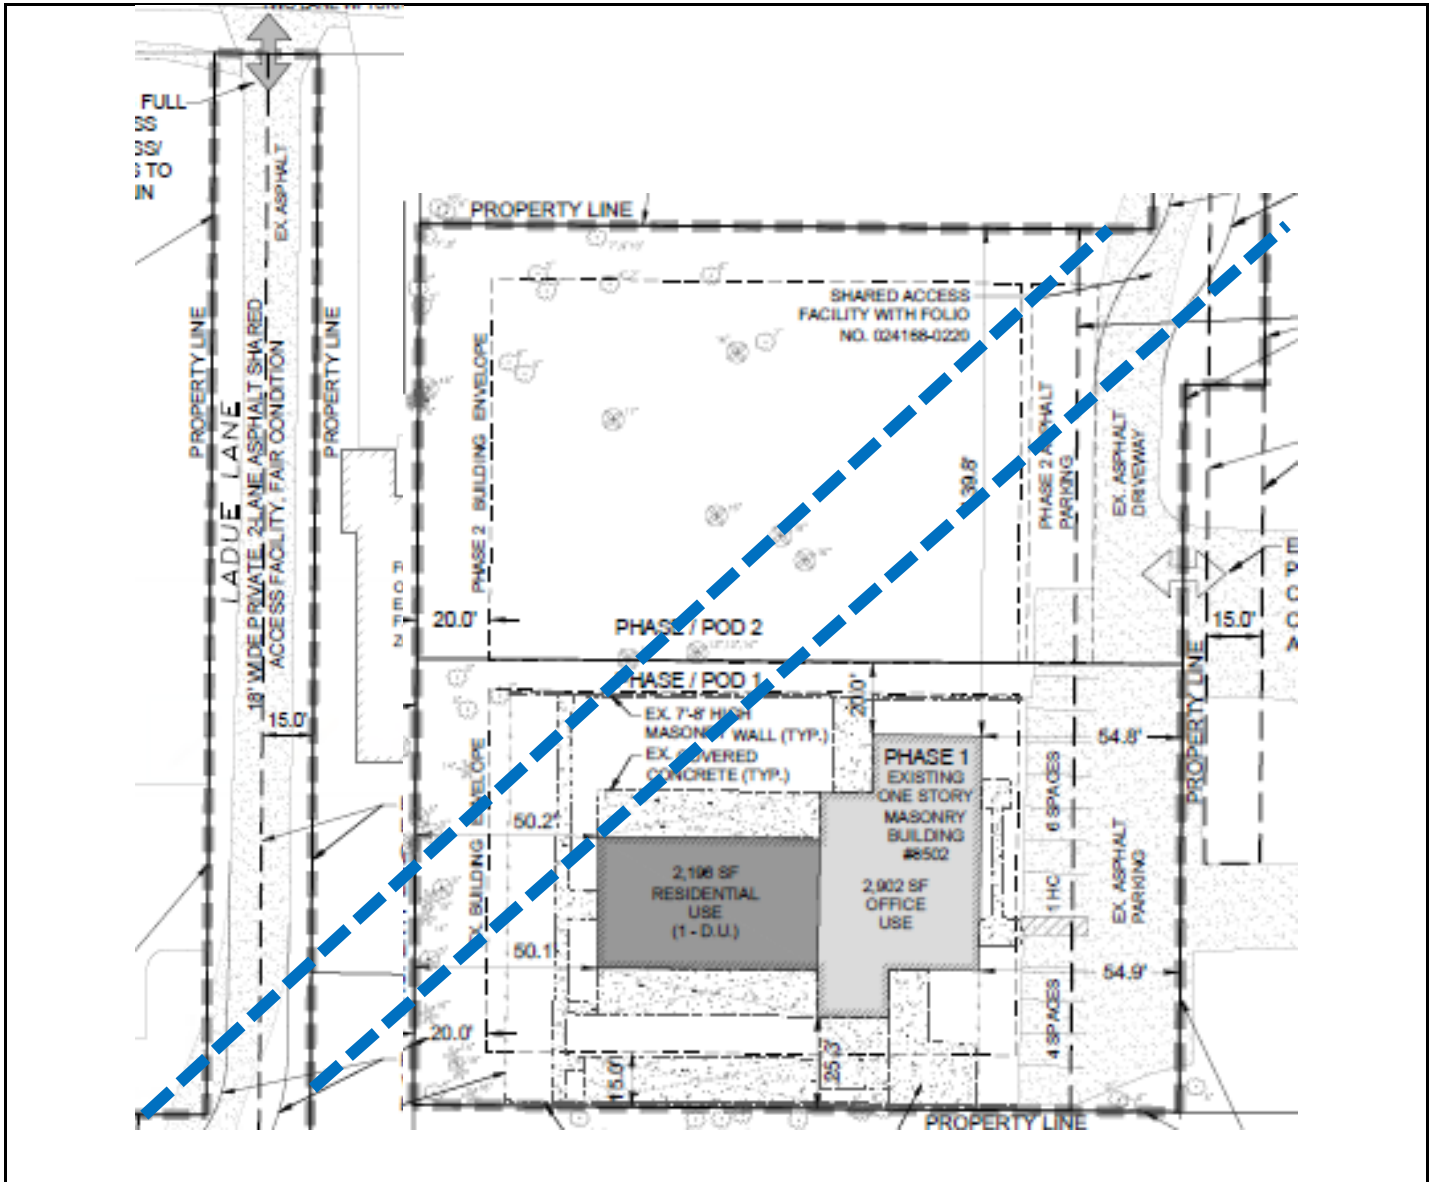 FULL
SS
SS/
S TO
IN
EX. ASPHALT
PROPERTY LINE
LADUE LANE
18' WIDE PRIVATE, 2-LANE ASPHALT SHARED
ACCESS FACILITY, FAIR CONDITION
PROPERTY LINE
15.0'
PROPERTY LINE
SHARED ACCESS
FACILITY WITH FOLIO
NO. 024168-0220
PHASE 2 BUILDING ENVELOPE
39.8'
PHASE 2 ASPHALT
PARKING
EX. ASPHALT
DRIVEWAY
20.0'
PHASE / POD 2
15.0'
PROPERTY LINE
PHASE / POD 1
EX. 7'-8' HIGH
MASONRY WALL (TYP.)
EX. COVERED
CONCRETE (TYP.)
20.0'
PHASE 1
EXISTING
ONE STORY
MASONRY
BUILDING
#8502
54.8'
6 SPACES
EX. BUILDING ENVELOPE
50.2'
2,196 SF
RESIDENTIAL
USE
(1 - D.U.)
2,902 SF
OFFICE
USE
1 HC
EX. ASPHALT
PARKING
50.1'
54.9'
4 SPACES
20.0'
15.0'
25.3'
PROPERTY LINE